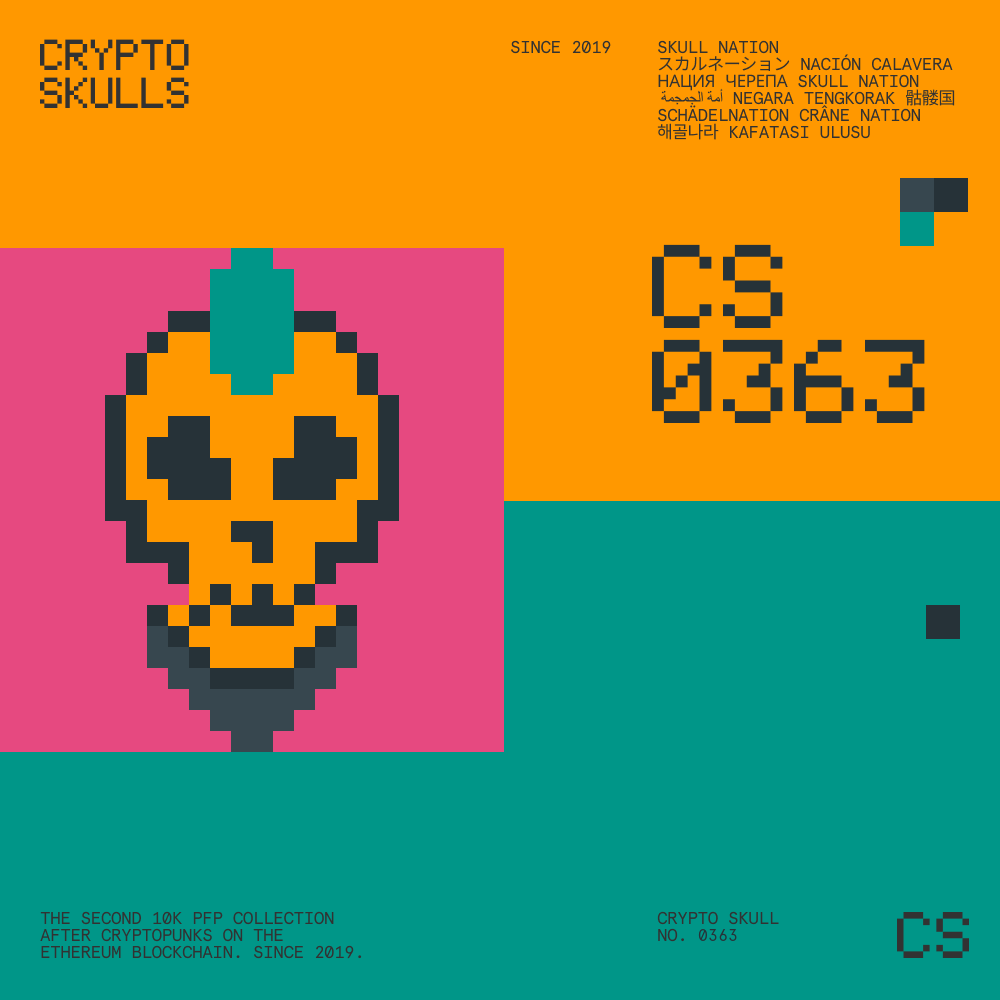 CRYPTO
SKULLS
SINCE 2019
SKULL NATION
スカルネーション NACIÓN CALAVERA
НАЦИЯ ЧЕРЕПА SKULL NATION
أمة الجمجمة NEGARA TENGKORAK 骷髅国
SCHÄDELNATION CRÂNE NATION
해골나라 KAFATASI ULUSU
CS
0363
THE SECOND 10K PFP COLLECTION
AFTER CRYPTOPUNKS ON THE
ETHEREUM BLOCKCHAIN. SINCE 2019.
CRYPTO SKULL
NO. 0363
CS